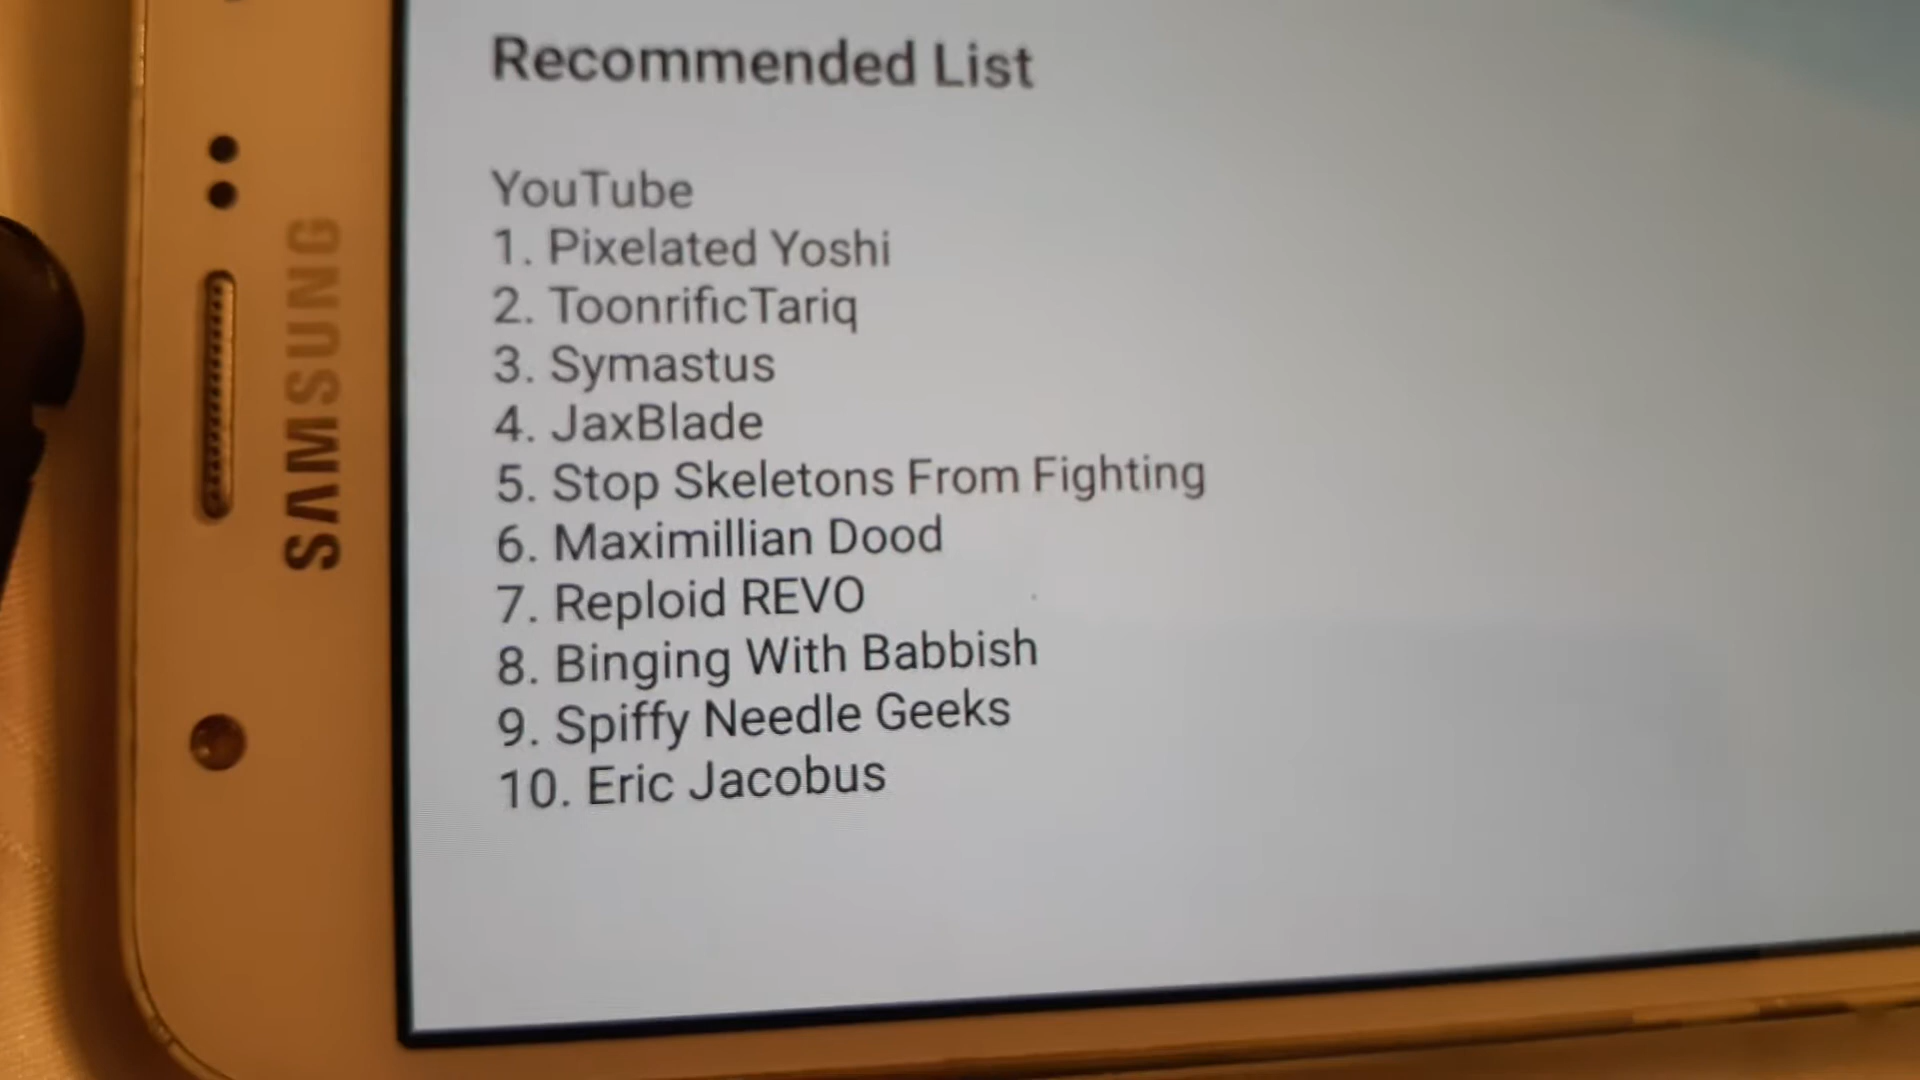 Recommended List
YouTube
1. Pixelated Yoshi
2. ToonrificTariq
3. Symastus
4. JaxBlade
5. Stop Skeletons From Fighting
6. Maximillian Dood
7. Reploid REVO
8. Binging With Babbish
9. Spiffy Needle Geeks
10. Eric Jacobus
SAMSUNG